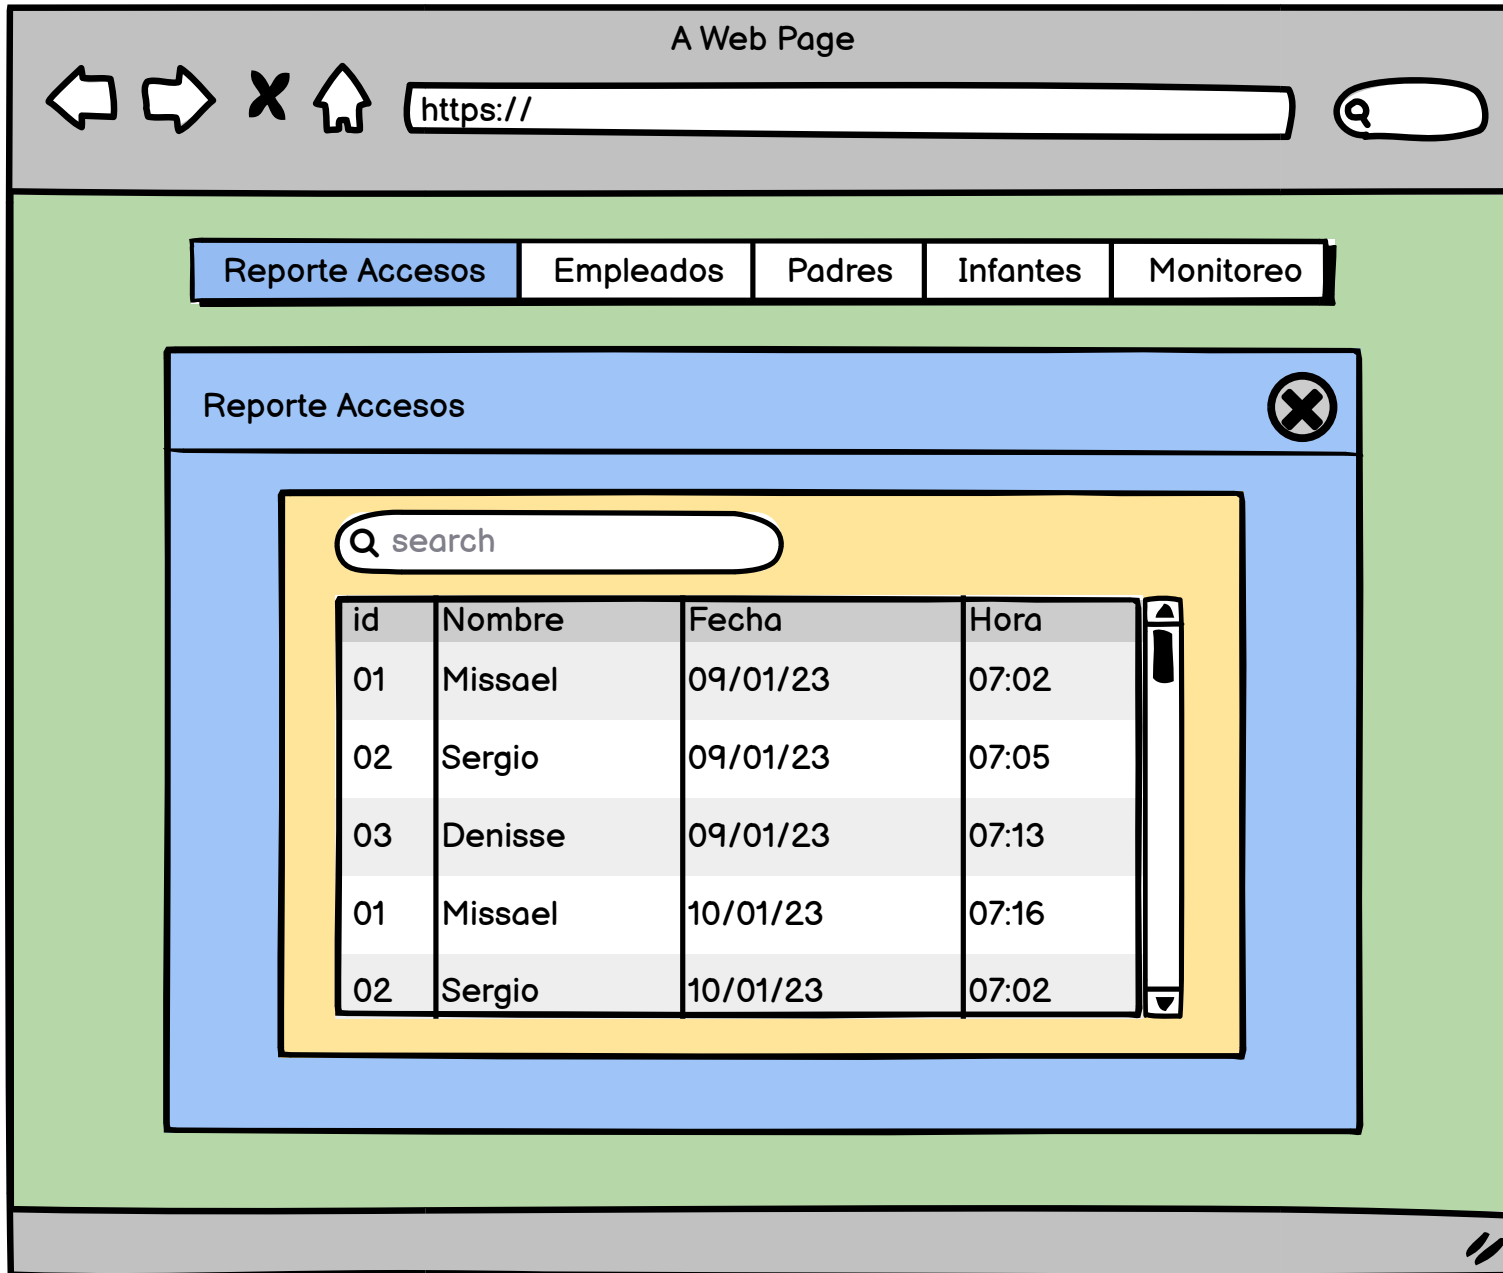 A Web Page
https://
Reporte Accesos Empleados Padres Infantes Monitoreo
Reporte Accesos
search
id Nombre Fecha Hora
01 Missael 09/01/23 07:02
02 Sergio 09/01/23 07:05
03 Denisse 09/01/23 07:13
01 Missael 10/01/23 07:16
02 Sergio 10/01/23 07:02